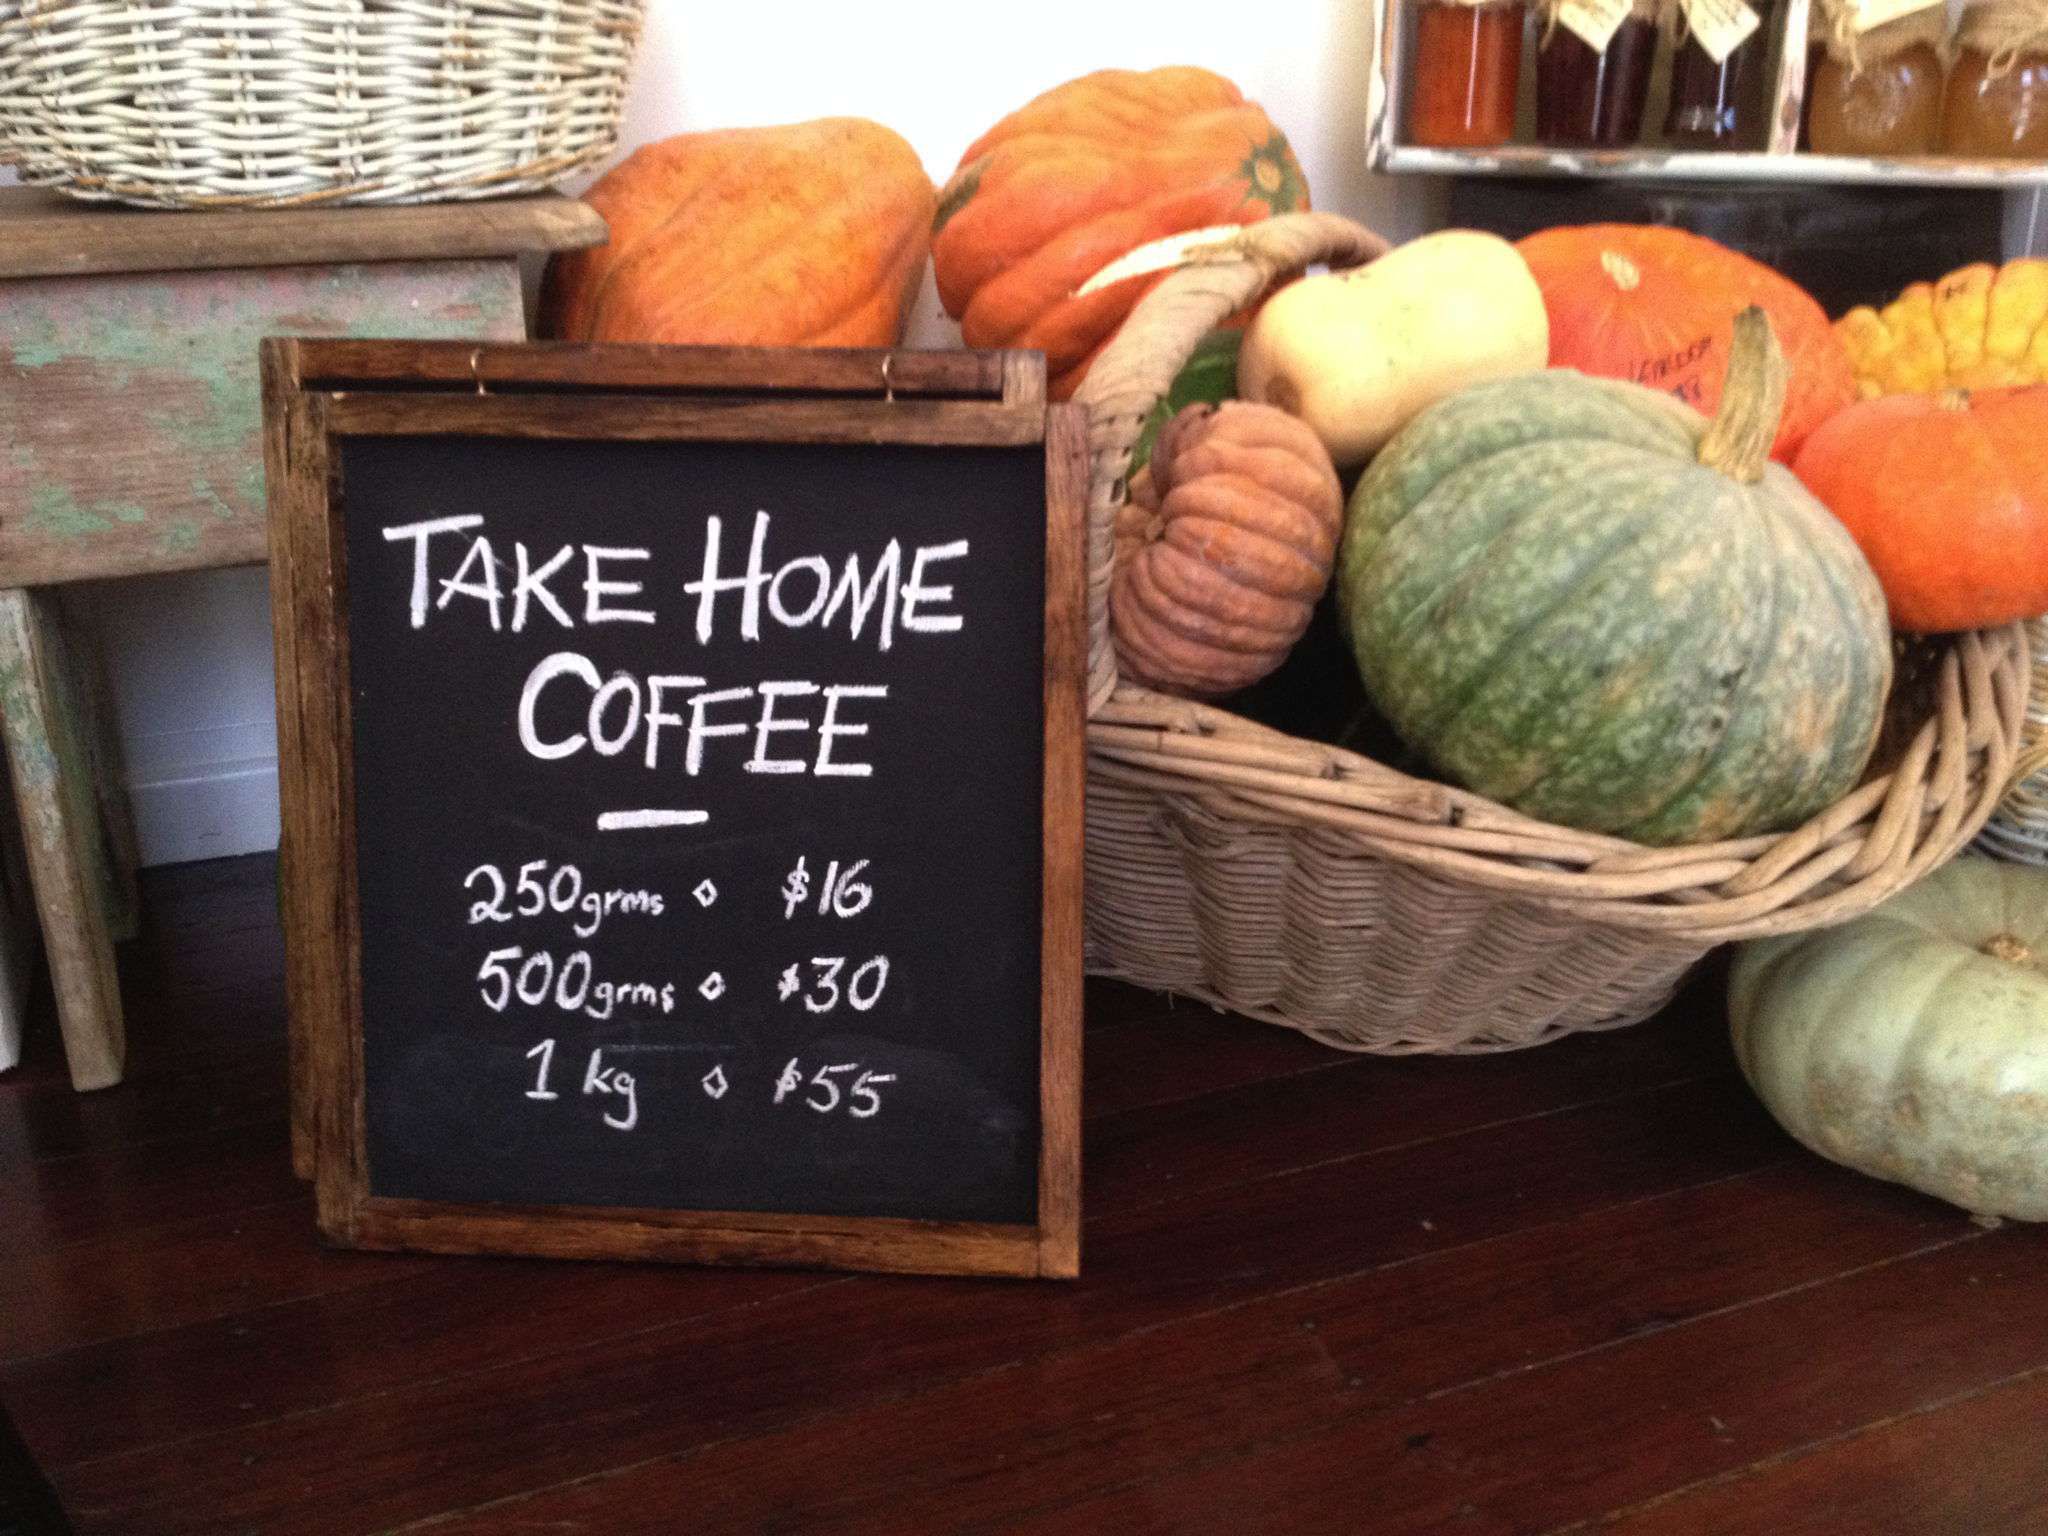 TAKE HOME
COFFEE
250grms ◇ $16
500grms ◇ $30
1 kg ◇ $55